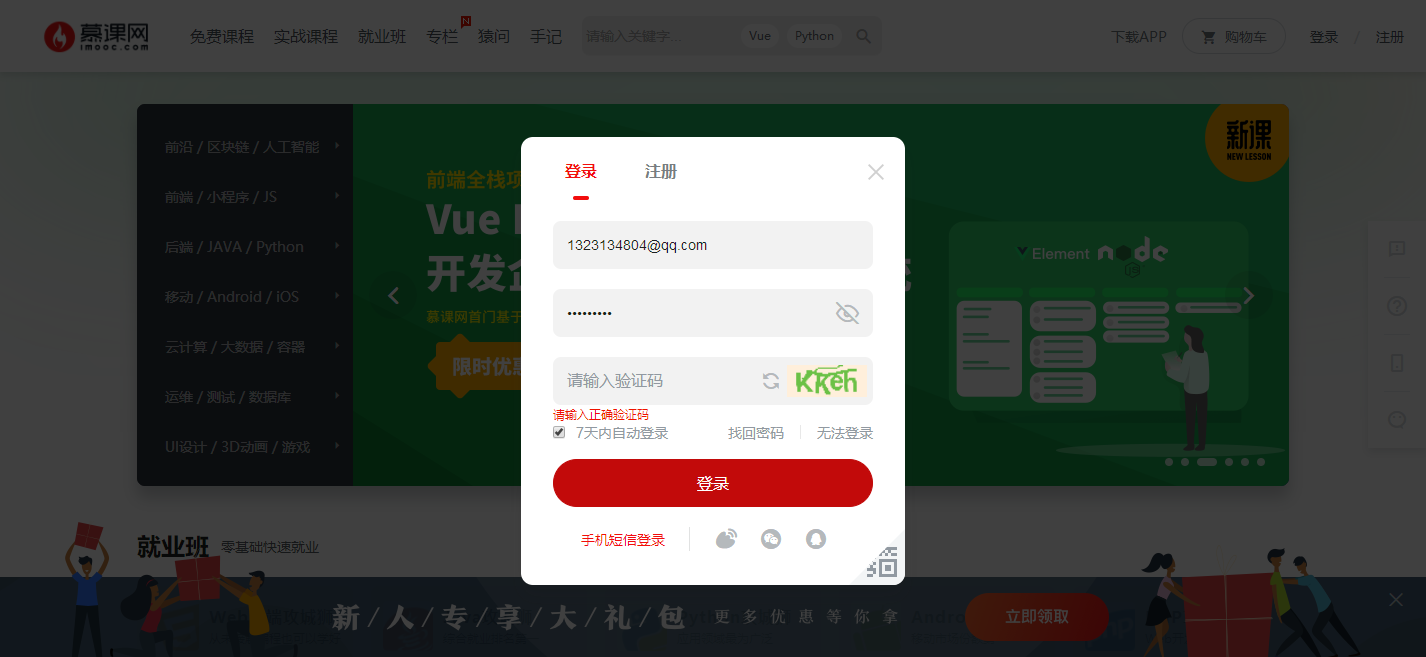 慕课网
imooc.com
免费课程 实战课程 就业班 专栏 猿问 手记
N
请输入关键字... Vue Python
下载APP 购物车 登录 / 注册
前沿 / 区块链 / 人工智能
前端 / 小程序 / JS
后端 / JAVA / Python
移动 / Android / iOS
云计算 / 大数据 / 容器
运维 / 测试 / 数据库
UI设计 / 3D动画 / 游戏
前端全栈项
Vue
开发企
慕课网首门基于
限时优惠
新课
NEW LESSON
Element node
JS
登录 注册
1323134804@qq.com
•••••••••
请输入验证码
请输入正确验证码
7天内自动登录 找回密码 无法登录
登录
手机短信登录
就业班 零基础快速就业
新/人/专/享/大/礼/包 更多优惠等你拿 立即领取